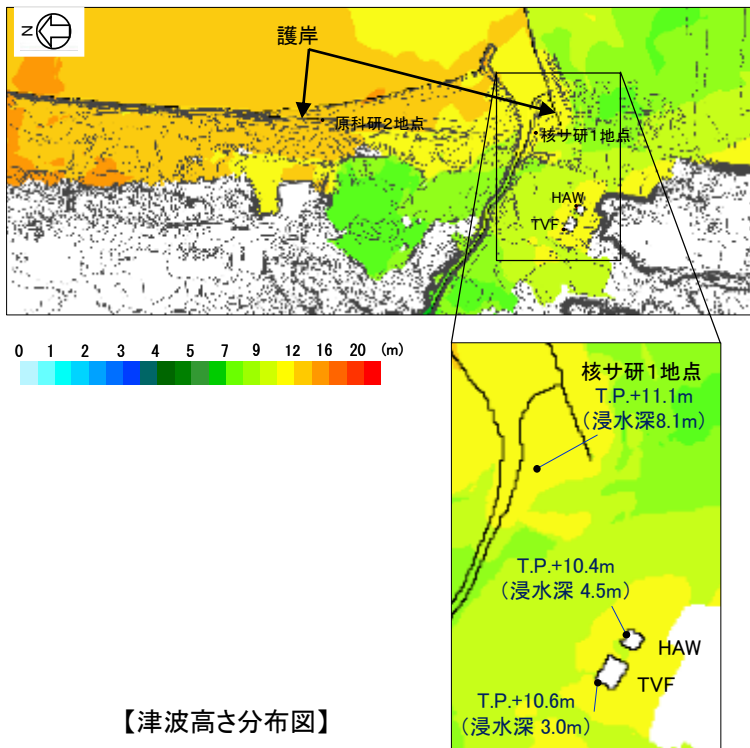 N
護岸
原科研2地点
核サ研1地点
HAW
TVF
0 1 2 3 4 5 7 9 12 16 20 (m)
核サ研1地点
T.P.+11.1m
(浸水深8.1m)
T.P.+10.4m
(浸水深 4.5m)
HAW
TVF
T.P.+10.6m
(浸水深 3.0m)
【津波高さ分布図】